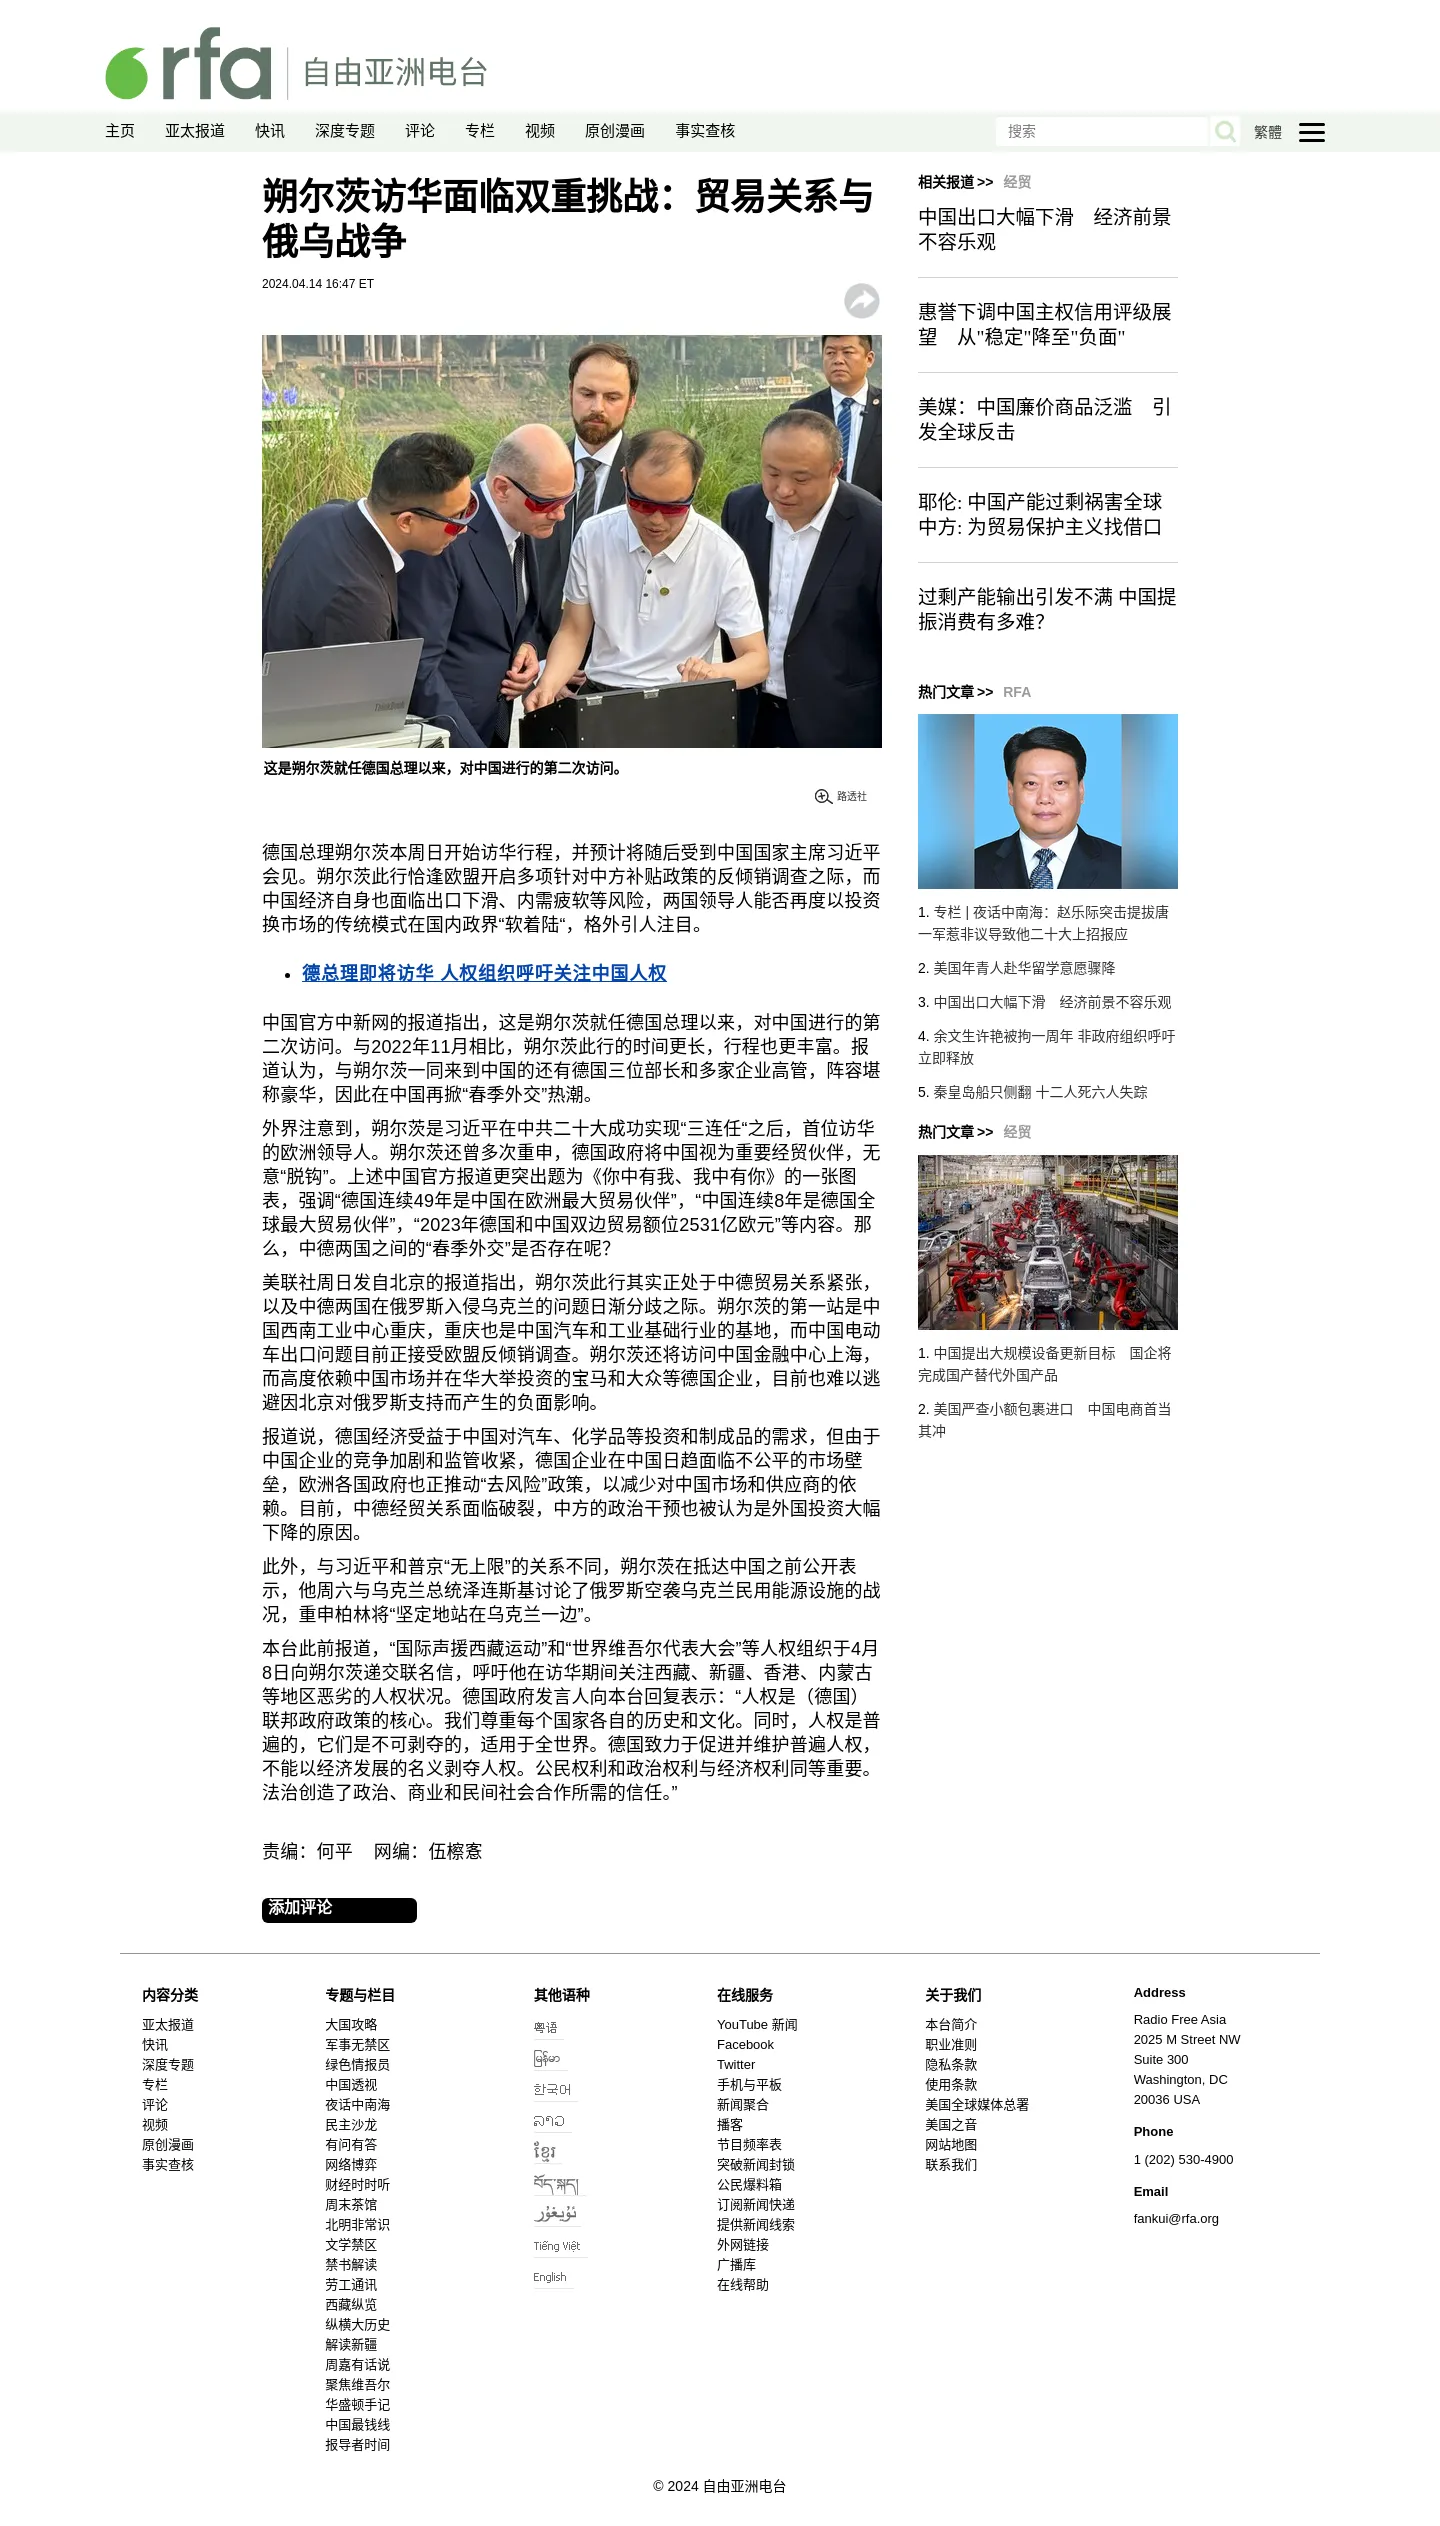 rfa
自由亚洲电台
主页 亚太报道 快讯 深度专题 评论 专栏 视频 原创漫画 事实查核 搜索 繁體
朔尔茨访华面临双重挑战：贸易关系与
俄乌战争
2024.04.14 16:47 ET
ThinkBook
这是朔尔茨就任德国总理以来，对中国进行的第二次访问。
路透社
德国总理朔尔茨本周日开始访华行程，并预计将随后受到中国国家主席习近平
会见。朔尔茨此行恰逢欧盟开启多项针对中方补贴政策的反倾销调查之际，而
中国经济自身也面临出口下滑、内需疲软等风险，两国领导人能否再度以投资
换市场的传统模式在国内政界“软着陆“，格外引人注目。
德总理即将访华 人权组织呼吁关注中国人权
中国官方中新网的报道指出，这是朔尔茨就任德国总理以来，对中国进行的第
二次访问。与2022年11月相比，朔尔茨此行的时间更长，行程也更丰富。报
道认为，与朔尔茨一同来到中国的还有德国三位部长和多家企业高管，阵容堪
称豪华，因此在中国再掀“春季外交”热潮。
外界注意到，朔尔茨是习近平在中共二十大成功实现“三连任“之后，首位访华
的欧洲领导人。朔尔茨还曾多次重申，德国政府将中国视为重要经贸伙伴，无
意“脱钩”。上述中国官方报道更突出题为《你中有我、我中有你》的一张图
表，强调“德国连续49年是中国在欧洲最大贸易伙伴”，“中国连续8年是德国全
球最大贸易伙伴”，“2023年德国和中国双边贸易额位2531亿欧元”等内容。那
么，中德两国之间的“春季外交”是否存在呢？
美联社周日发自北京的报道指出，朔尔茨此行其实正处于中德贸易关系紧张，
以及中德两国在俄罗斯入侵乌克兰的问题日渐分歧之际。朔尔茨的第一站是中
国西南工业中心重庆，重庆也是中国汽车和工业基础行业的基地，而中国电动
车出口问题目前正接受欧盟反倾销调查。朔尔茨还将访问中国金融中心上海，
而高度依赖中国市场并在华大举投资的宝马和大众等德国企业，目前也难以逃
避因北京对俄罗斯支持而产生的负面影响。
报道说，德国经济受益于中国对汽车、化学品等投资和制成品的需求，但由于
中国企业的竞争加剧和监管收紧，德国企业在中国日趋面临不公平的市场壁
垒，欧洲各国政府也正推动“去风险”政策，以减少对中国市场和供应商的依
赖。目前，中德经贸关系面临破裂，中方的政治干预也被认为是外国投资大幅
下降的原因。
此外，与习近平和普京“无上限”的关系不同，朔尔茨在抵达中国之前公开表
示，他周六与乌克兰总统泽连斯基讨论了俄罗斯空袭乌克兰民用能源设施的战
况，重申柏林将“坚定地站在乌克兰一边”。
本台此前报道，“国际声援西藏运动”和“世界维吾尔代表大会”等人权组织于4月
8日向朔尔茨递交联名信，呼吁他在访华期间关注西藏、新疆、香港、内蒙古
等地区恶劣的人权状况。德国政府发言人向本台回复表示：“人权是（德国）
联邦政府政策的核心。我们尊重每个国家各自的历史和文化。同时，人权是普
遍的，它们是不可剥夺的，适用于全世界。德国致力于促进并维护普遍人权，
不能以经济发展的名义剥夺人权。公民权利和政治权利与经济权利同等重要。
法治创造了政治、商业和民间社会合作所需的信任。”
责编：何平 网编：伍檫愙
添加评论
相关报道 >> 经贸
中国出口大幅下滑 经济前景
不容乐观
惠誉下调中国主权信用评级展
望 从"稳定"降至"负面"
美媒：中国廉价商品泛滥 引
发全球反击
耶伦: 中国产能过剩祸害全球
中方: 为贸易保护主义找借口
过剩产能输出引发不满 中国提
振消费有多难？
热门文章 >> RFA
1. 专栏 | 夜话中南海：赵乐际突击提拔唐
一军惹非议导致他二十大上招报应
2. 美国年青人赴华留学意愿骤降
3. 中国出口大幅下滑 经济前景不容乐观
4. 余文生许艳被拘一周年 非政府组织呼吁
立即释放
5. 秦皇岛船只侧翻 十二人死六人失踪
热门文章 >> 经贸
1. 中国提出大规模设备更新目标 国企将
完成国产替代外国产品
2. 美国严查小额包裹进口 中国电商首当
其冲
内容分类
亚太报道
快讯
深度专题
专栏
评论
视频
原创漫画
事实查核
专题与栏目
大国攻略
军事无禁区
绿色情报员
中国透视
夜话中南海
民主沙龙
有问有答
网络博弈
财经时时听
周末茶馆
北明非常识
文学禁区
禁书解读
劳工通讯
西藏纵览
纵横大历史
解读新疆
周嘉有话说
聚焦维吾尔
华盛顿手记
中国最钱线
报导者时间
其他语种
粤语
မြန်မာ
한국어
ລາວ
ខ្មែរ
བོད་སྐད།
ئۇيغۇر
Tiếng Việt
English
在线服务
YouTube 新闻
Facebook
Twitter
手机与平板
新闻聚合
播客
节目频率表
突破新闻封锁
公民爆料箱
订阅新闻快递
提供新闻线索
外网链接
广播库
在线帮助
关于我们
本台简介
职业准则
隐私条款
使用条款
美国全球媒体总署
美国之音
网站地图
联系我们
Address
Radio Free Asia
2025 M Street NW
Suite 300
Washington, DC
20036 USA
Phone
1 (202) 530-4900
Email
fankui@rfa.org
© 2024 自由亚洲电台